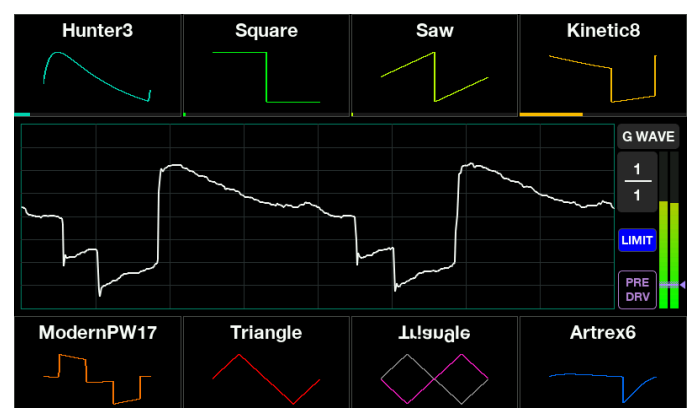 Hunter3
Square
Saw
Kinetic8
G WAVE
1
1
LIMIT
PRE
DRV
ModernPW17
Triangle
Triangle
Artrex6